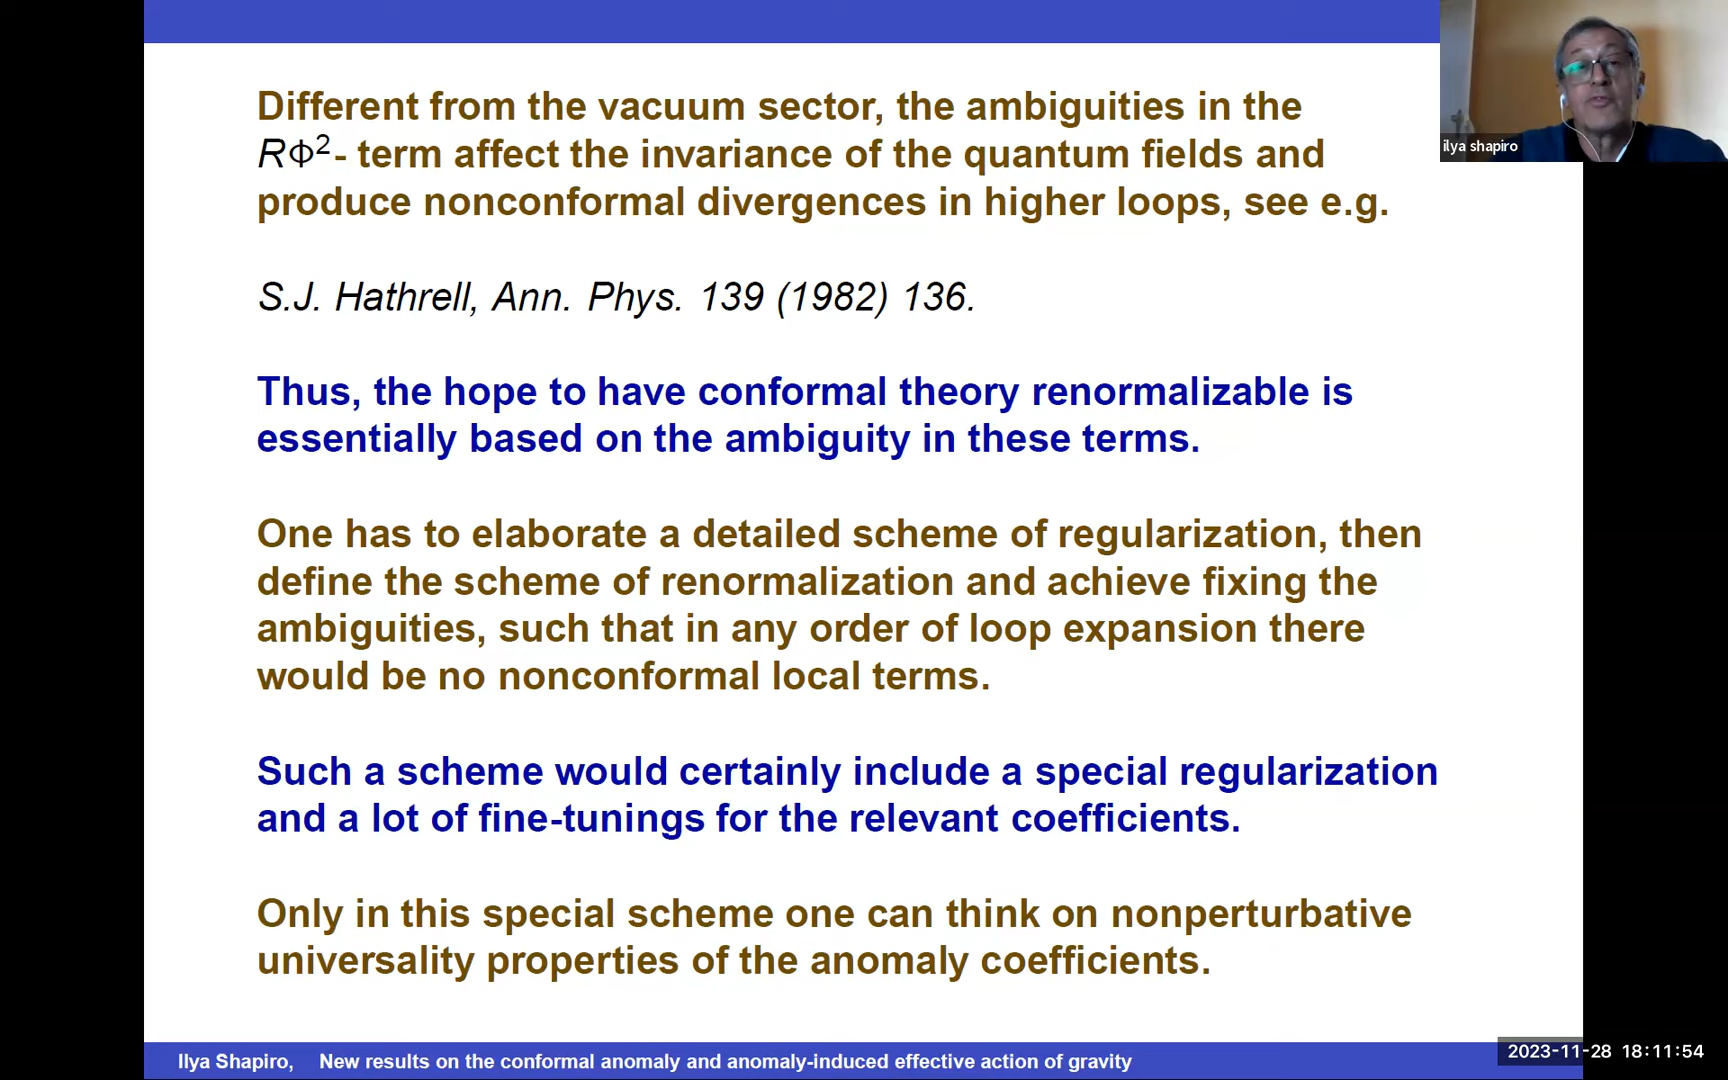 Different from the vacuum sector, the ambiguities in the
RΦ²- term affect the invariance of the quantum fields and
produce nonconformal divergences in higher loops, see e.g.
S.J. Hathrell, Ann. Phys. 139 (1982) 136.
Thus, the hope to have conformal theory renormalizable is
essentially based on the ambiguity in these terms.
One has to elaborate a detailed scheme of regularization, then
define the scheme of renormalization and achieve fixing the
ambiguities, such that in any order of loop expansion there
would be no nonconformal local terms.
Such a scheme would certainly include a special regularization
and a lot of fine-tunings for the relevant coefficients.
Only in this special scheme one can think on nonperturbative
universality properties of the anomaly coefficients.
Ilya Shapiro, New results on the conformal anomaly and anomaly-induced effective action of gravity
ilya shapiro
2023-11-28 18:11:54